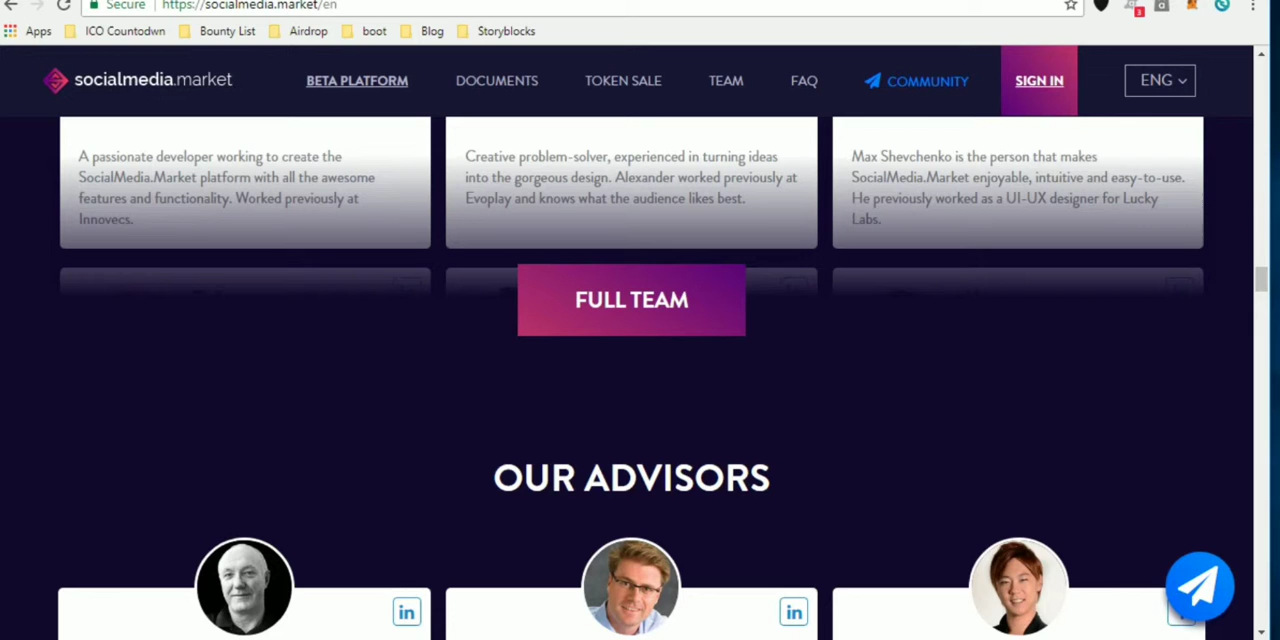 Secure https://socialmedia.market/en
Apps ICO Countodwn Bounty List Airdrop boot Blog Storyblocks
socialmedia.market BETA PLATFORM DOCUMENTS TOKEN SALE TEAM FAQ COMMUNITY SIGN IN ENG
A passionate developer working to create the
SocialMedia.Market platform with all the awesome
features and functionality. Worked previously at
Innovecs.
Creative problem-solver, experienced in turning ideas
into the gorgeous design. Alexander worked previously at
Evoplay and knows what the audience likes best.
Max Shevchenko is the person that makes
SocialMedia.Market enjoyable, intuitive and easy-to-use.
He previously worked as a UI-UX designer for Lucky
Labs.
FULL TEAM
OUR ADVISORS
in
in